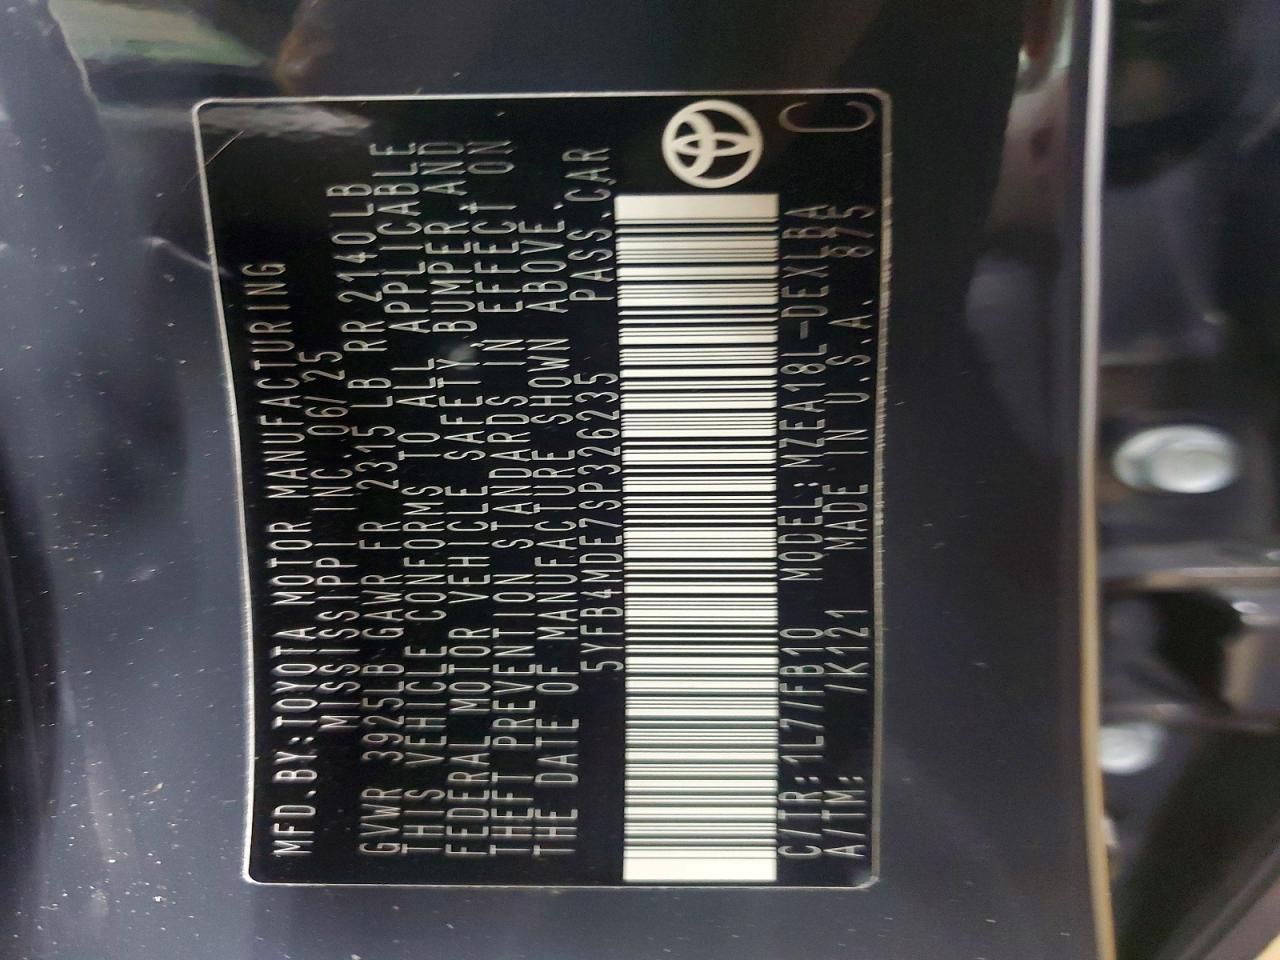 MFD.BY:TOYOTA MOTOR MANUFACTURING
MISSISSIPPI INC. 06/25
GVWR 3925LB GAWR FR 2315 LB RR 2140LB
THIS VEHICLE CONFORMS TO ALL APPLICABLE
FEDERAL MOTOR VEHICLE SAFETY, BUMPER AND
THEFT PREVENTION STANDARDS IN EFFECT ON
THE DATE OF MANUFACTURE SHOWN ABOVE.
5YFB4MDE7SP326235 PASS.CAR
C/TR:1L7/FB10 MODEL:MZEA18L-DEXLBA
A/TM: /K121 MADE IN U.S.A. 875
C